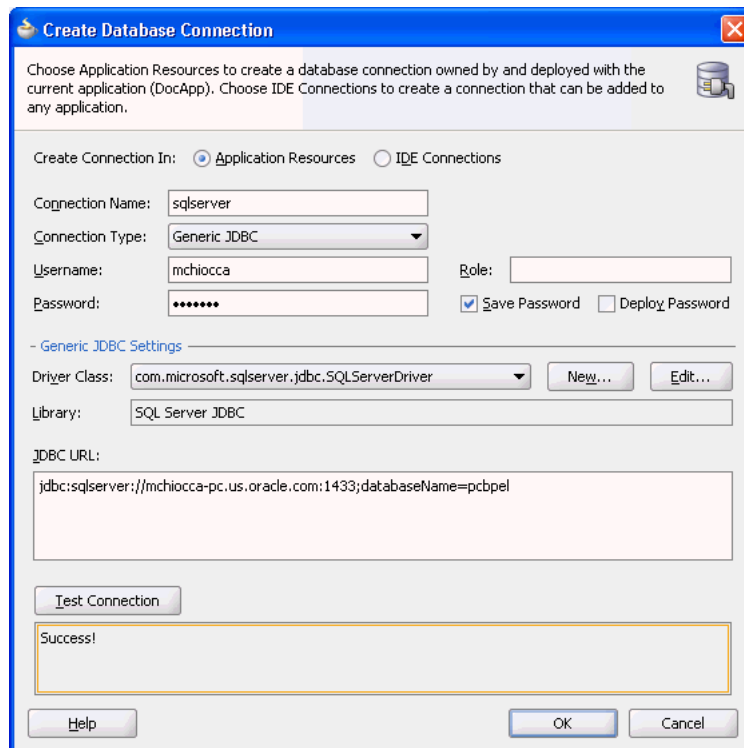 Create Database Connection
Choose Application Resources to create a database connection owned by and deployed with the
current application (DocApp). Choose IDE Connections to create a connection that can be added to
any application.
Create Connection In: Application Resources IDE Connections
Connection Name: sqlserver
Connection Type: Generic JDBC
Username: mchiocca Role:
Password: ••••••• Save Password Deploy Password
- Generic JDBC Settings
Driver Class: com.microsoft.sqlserver.jdbc.SQLServerDriver New... Edit...
Library: SQL Server JDBC
JDBC URL:
jdbc:sqlserver://mchiocca-pc.us.oracle.com:1433;databaseName=pcbpel
Test Connection
Success!
Help OK Cancel